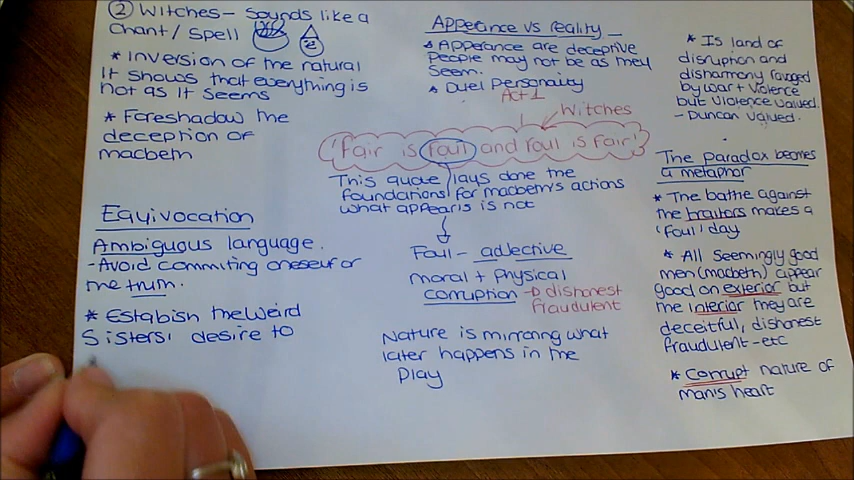 ② Witches- Sounds like a
Chant / Spell
2
* Inversion of the natural
It shows that everything is
not as it seems
* Foreshadow the
deception of
macbeth
Equivocation
Ambiguous language.
-Avoid commiting oneself or
the truth.
* Establish the Weird
Sisters' desire to
Apperance vs reality
* Apperance are deceptive
People may not be as they
Seem.
* Duel Personality
Act 1
Witches
'Fair is foul and foul is fair'
This quote lays done the
foundations for macbeth's actions
what appears is not
Foul- adjective
moral + physical
corruption → dishonest
fraudulent
Nature is mirroring what
later happens in the
Play
* Is land of
disruption and
disharmony ravaged
by war + violence
but violence valued.
- Duncan valued.
The paradox becomes
a metaphor
* The battle against
the traitors makes a
'foul' day
* All seemingly good
men (macbeth) appear
good on exterior but
the interior they are
deceitful, dishonest
fraudulent - etc
* Corrupt nature of
man's heart